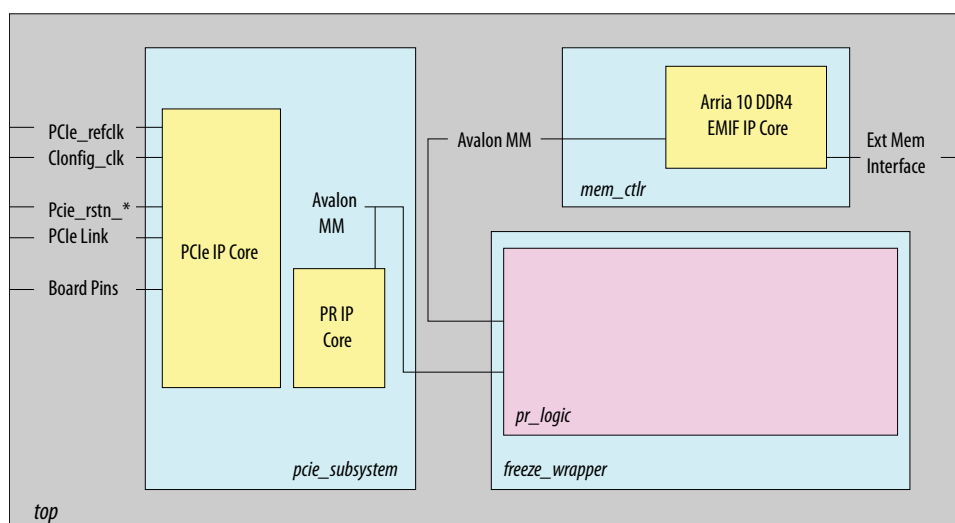 PCIe_refclk
Clonfig_clk
Pcie_rstn_*
PCIe Link
Board Pins
PCIe IP Core
Avalon
MM
PR IP
Core
pcie_subsystem
Avalon MM
Arria 10 DDR4
EMIF IP Core
Ext Mem
Interface
mem_ctlr
pr_logic
freeze_wrapper
top